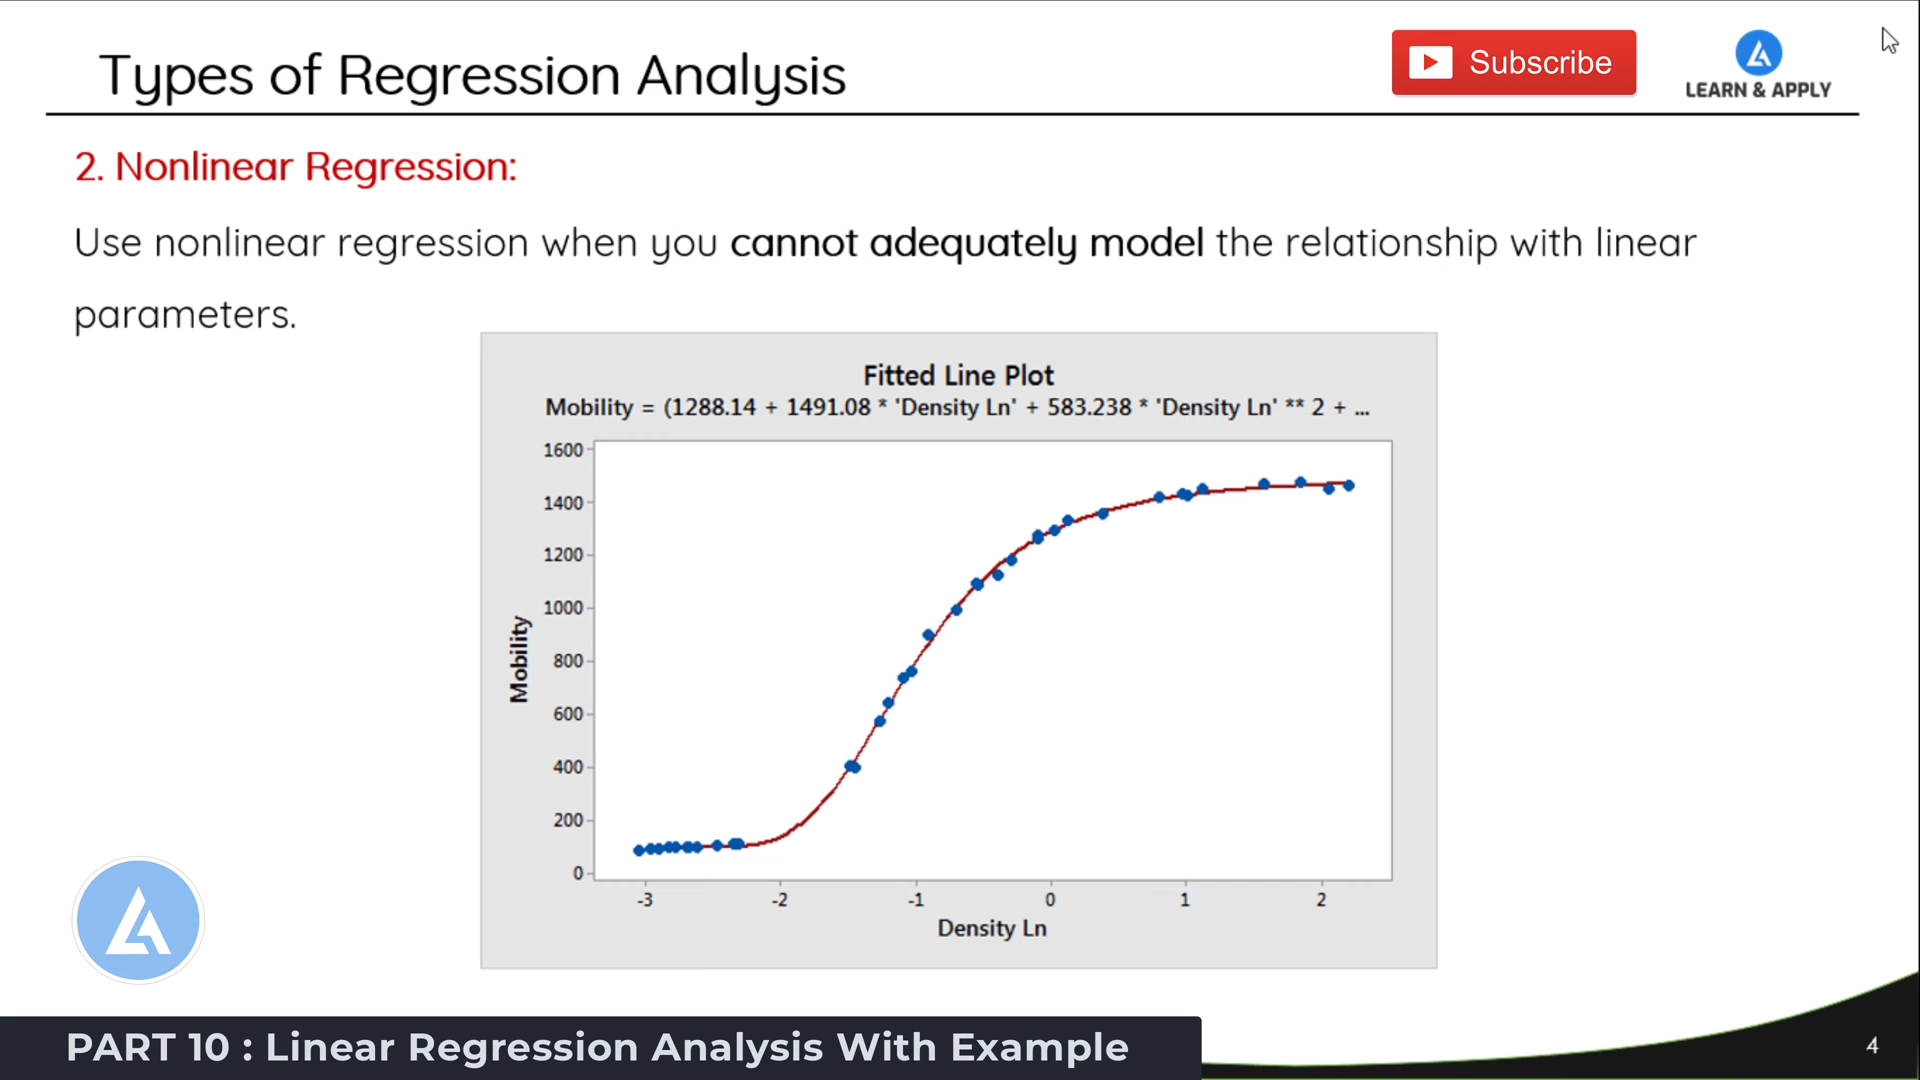 Types of Regression Analysis
Subscribe
LEARN & APPLY
2. Nonlinear Regression:
Use nonlinear regression when you cannot adequately model the relationship with linear
parameters.
Fitted Line Plot
Mobility = (1288.14 + 1491.08 * 'Density Ln' + 583.238 * 'Density Ln' ** 2 + ...
1600
1400
1200
1000
800
600
400
200
0
Mobility
-3 -2 -1 0 1 2
Density Ln
PART 10 : Linear Regression Analysis With Example
4